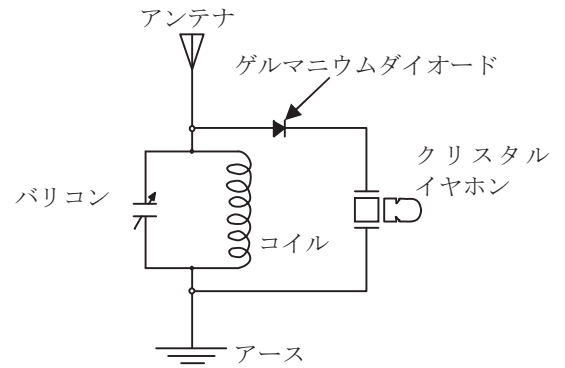 アンテナ
ゲルマニウムダイオード
クリスタル
イヤホン
バリコン
コイル
アース